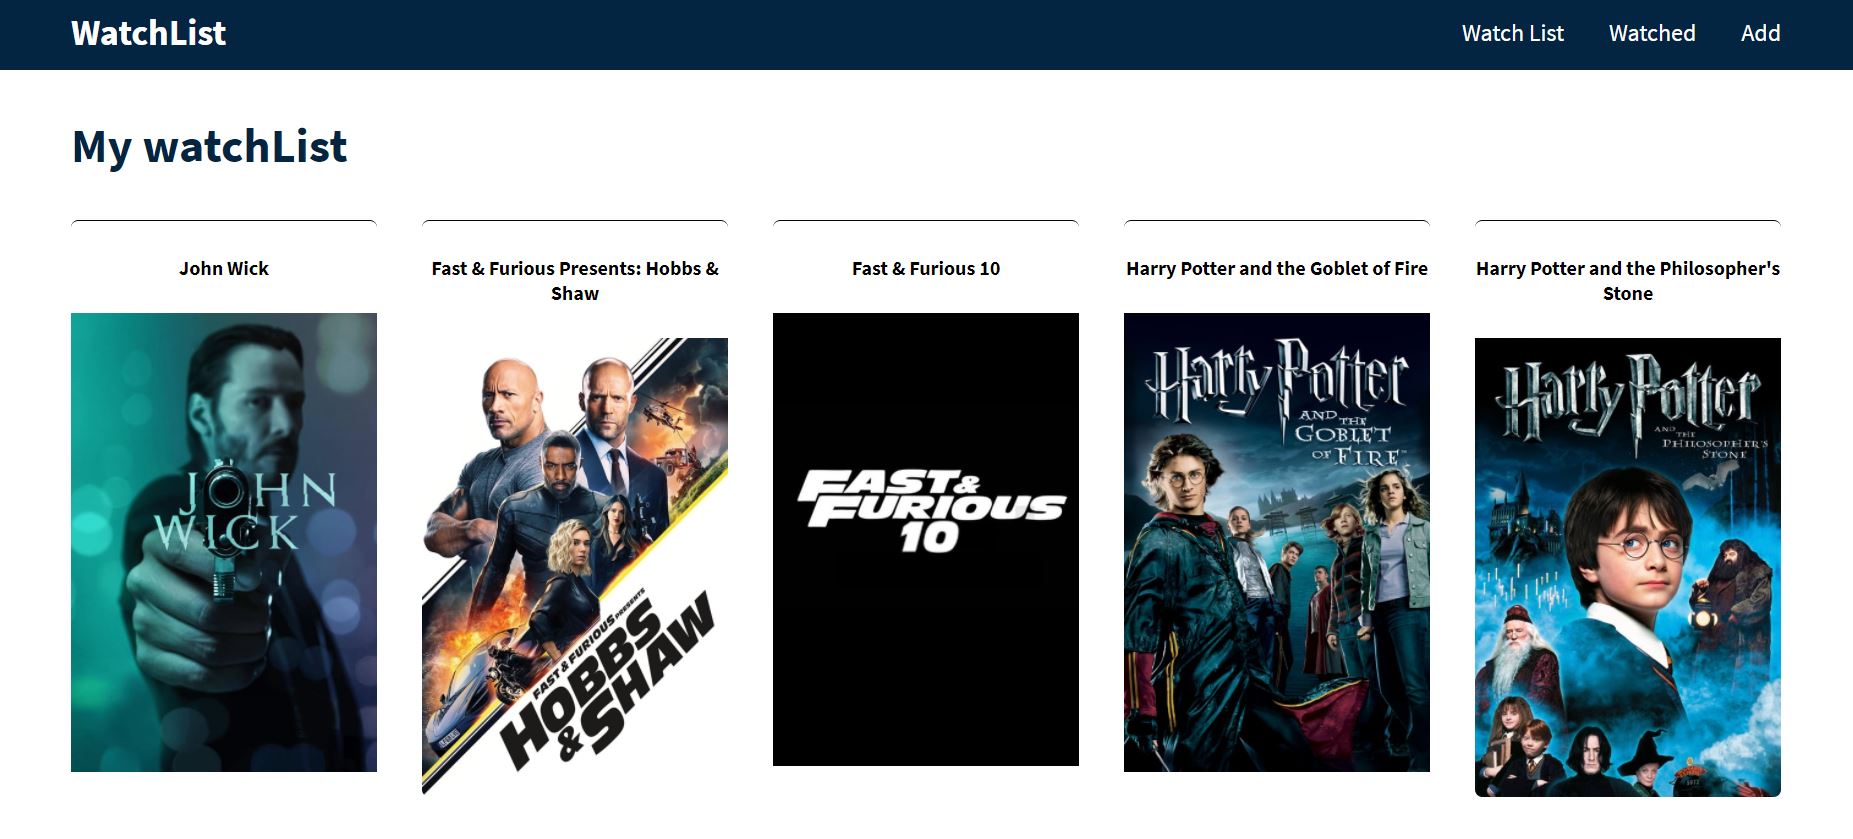 WatchList
Watch List
Watched
Add
My watchList
John Wick
Fast & Furious Presents: Hobbs &
Shaw
Fast & Furious 10
Harry Potter and the Goblet of Fire
Harry Potter and the Philosopher's
Stone
JOHN
WICK
FAST & FURIOUS PRESENTS
HOBBS
& SHAW
FAST &
FURIOUS
10
Harry Potter
AND THE
GOBLET
OF FIRE
Harry Potter
AND THE
PHILOSOPHER'S
STONE